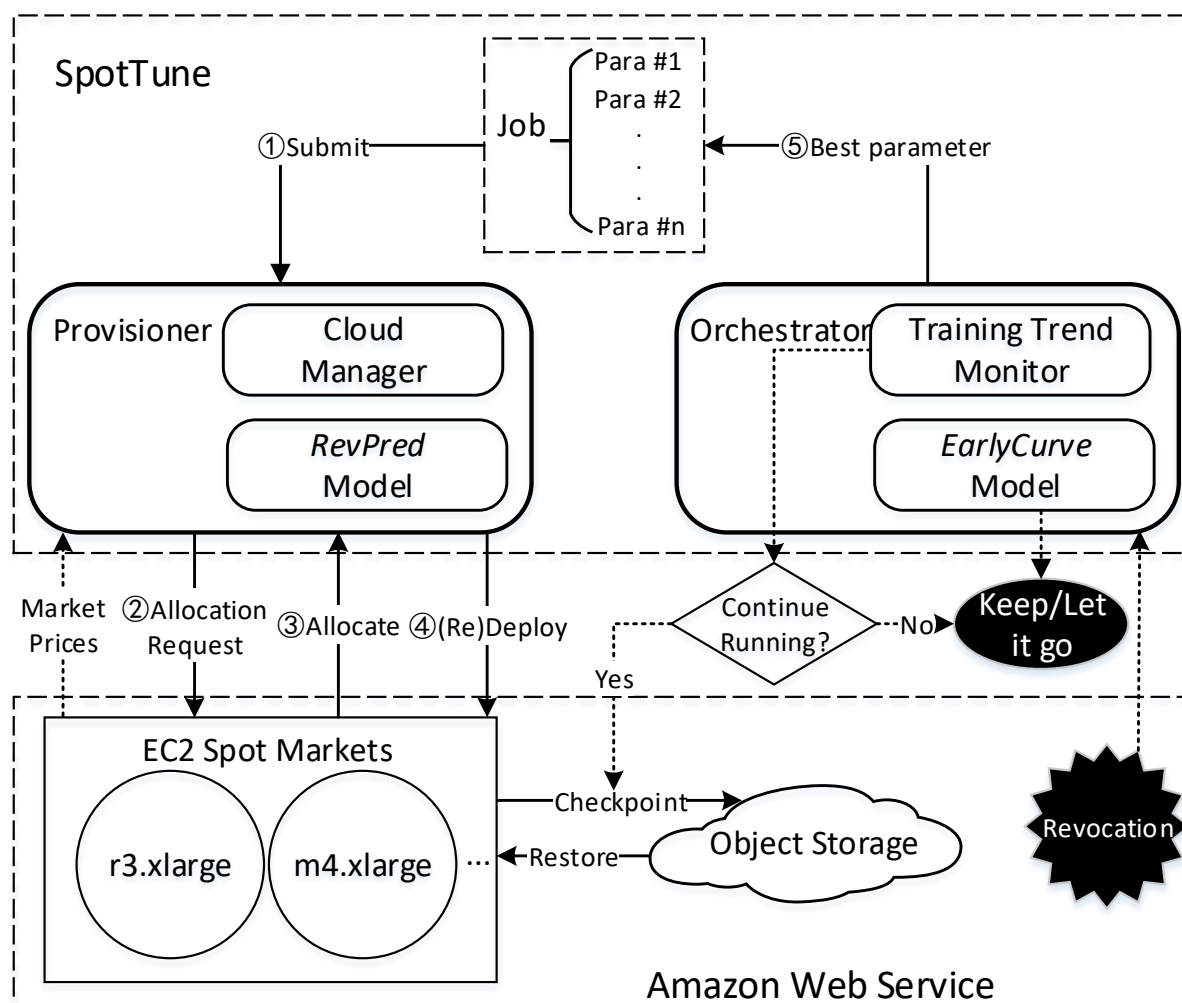 SpotTune
Job
Para #1
Para #2
.
.
.
Para #n
①Submit
⑤Best parameter
Provisioner
Cloud
Manager
RevPred
Model
Orchestrator
Training Trend
Monitor
EarlyCurve
Model
Market
Prices
②Allocation
Request
③Allocate
④(Re)Deploy
Continue
Running?
No
Keep/Let
it go
Yes
EC2 Spot Markets
r3.xlarge
m4.xlarge
...
Checkpoint
Restore
Object Storage
Revocation
Amazon Web Service